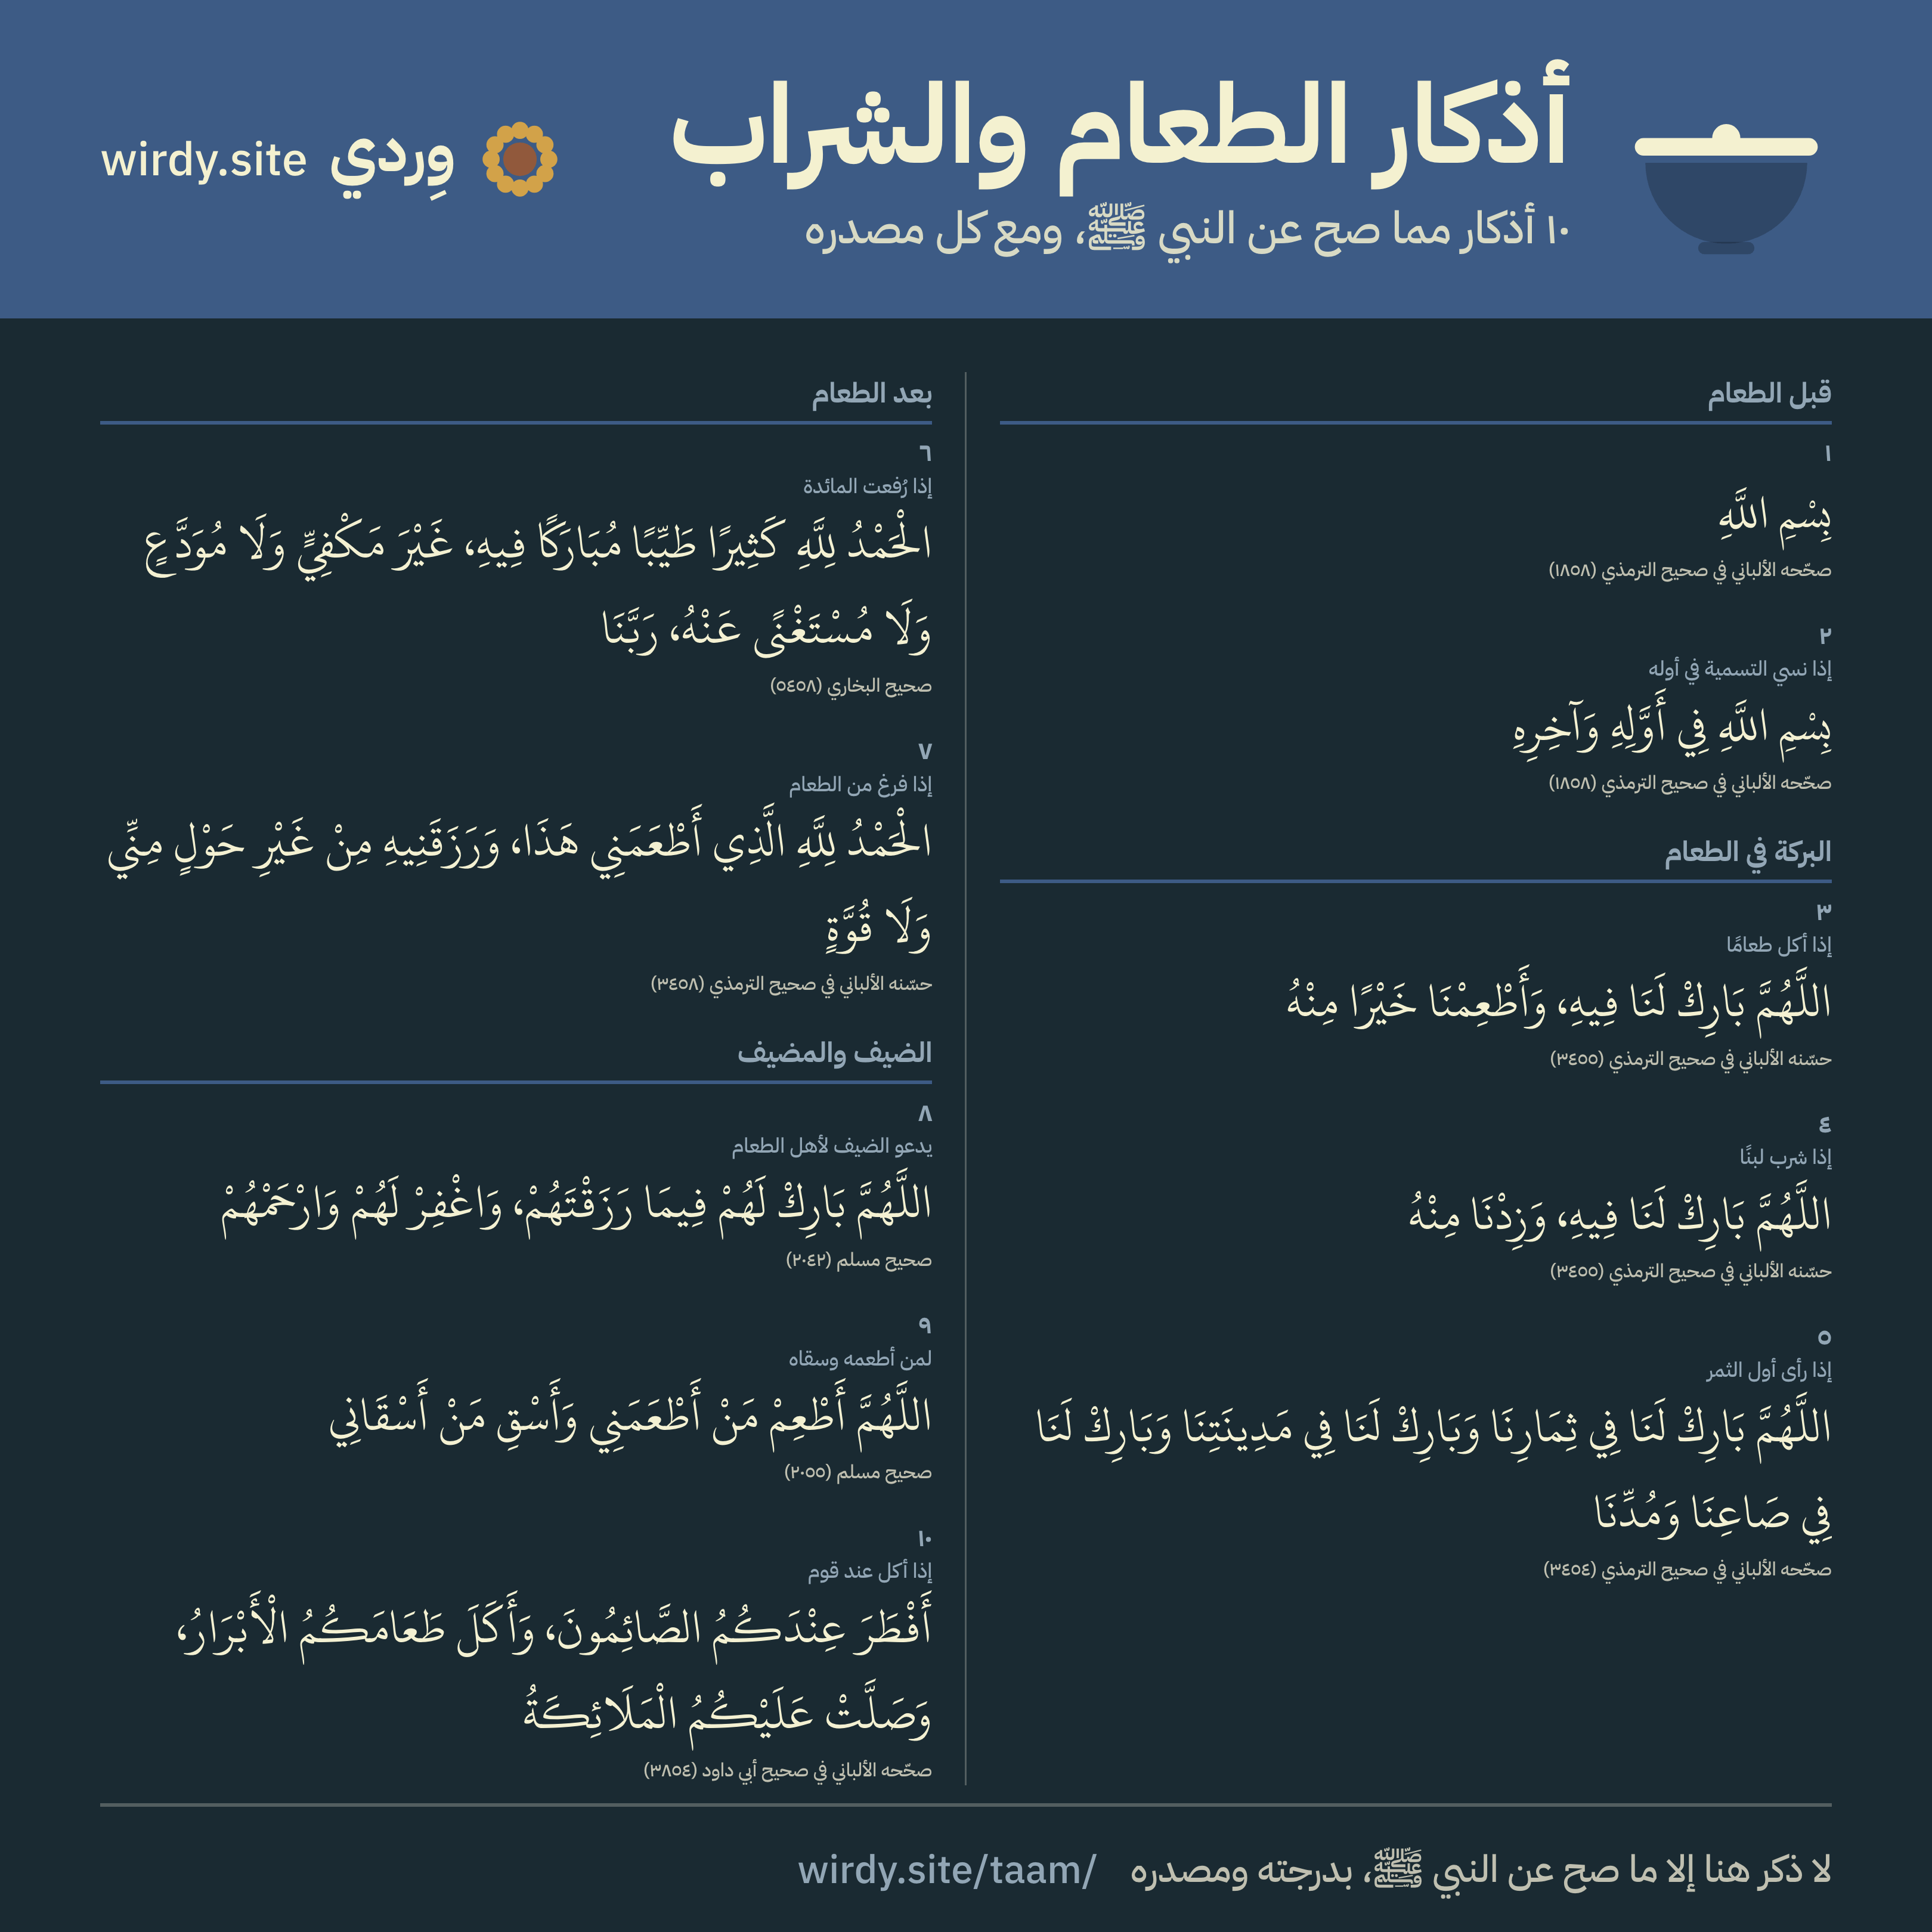 أذكار الطعام والشراب
١٠ أذكار مما صح عن النبي ﷺ، ومع كل مصدره
وِردي wirdy.site
قبل الطعام
١
بِسْمِ اللَّهِ
صحّحه الألباني في صحيح الترمذي (١٨٥٨)
٢
إذا نسي التسمية في أوله
بِسْمِ اللَّهِ فِي أَوَّلِهِ وَآخِرِهِ
صحّحه الألباني في صحيح الترمذي (١٨٥٨)
البركة في الطعام
٣
إذا أكل طعامًا
اللَّهُمَّ بَارِكْ لَنَا فِيهِ، وَأَطْعِمْنَا خَيْرًا مِنْهُ
حسّنه الألباني في صحيح الترمذي (٣٤٥٥)
٤
إذا شرب لبنًا
اللَّهُمَّ بَارِكْ لَنَا فِيهِ، وَزِدْنَا مِنْهُ
حسّنه الألباني في صحيح الترمذي (٣٤٥٥)
٥
إذا رأى أول الثمر
اللَّهُمَّ بَارِكْ لَنَا فِي ثِمَارِنَا وَبَارِكْ لَنَا فِي مَدِينَتِنَا وَبَارِكْ لَنَا
فِي صَاعِنَا وَمُدِّنَا
صحّحه الألباني في صحيح الترمذي (٣٤٥٤)
بعد الطعام
٦
إذا رُفعت المائدة
الْحَمْدُ لِلَّهِ كَثِيرًا طَيِّبًا مُبَارَكًا فِيهِ، غَيْرَ مَكْفِيٍّ وَلَا مُوَدَّعٍ
وَلَا مُسْتَغْنًى عَنْهُ، رَبَّنَا
صحيح البخاري (٥٤٥٨)
٧
إذا فرغ من الطعام
الْحَمْدُ لِلَّهِ الَّذِي أَطْعَمَنِي هَذَا، وَرَزَقَنِيهِ مِنْ غَيْرِ حَوْلٍ مِنِّي
وَلَا قُوَّةٍ
حسّنه الألباني في صحيح الترمذي (٣٤٥٨)
الضيف والمضيف
٨
يدعو الضيف لأهل الطعام
اللَّهُمَّ بَارِكْ لَهُمْ فِيمَا رَزَقْتَهُمْ، وَاغْفِرْ لَهُمْ وَارْحَمْهُمْ
صحيح مسلم (٢٠٤٢)
٩
لمن أطعمه وسقاه
اللَّهُمَّ أَطْعِمْ مَنْ أَطْعَمَنِي وَأَسْقِ مَنْ أَسْقَانِي
صحيح مسلم (٢٠٥٥)
١٠
إذا أكل عند قوم
أَفْطَرَ عِنْدَكُمُ الصَّائِمُونَ، وَأَكَلَ طَعَامَكُمُ الْأَبْرَارُ،
وَصَلَّتْ عَلَيْكُمُ الْمَلَائِكَةُ
صحّحه الألباني في صحيح أبي داود (٣٨٥٤)
لا ذكر هنا إلا ما صح عن النبي ﷺ، بدرجته ومصدره wirdy.site/taam/